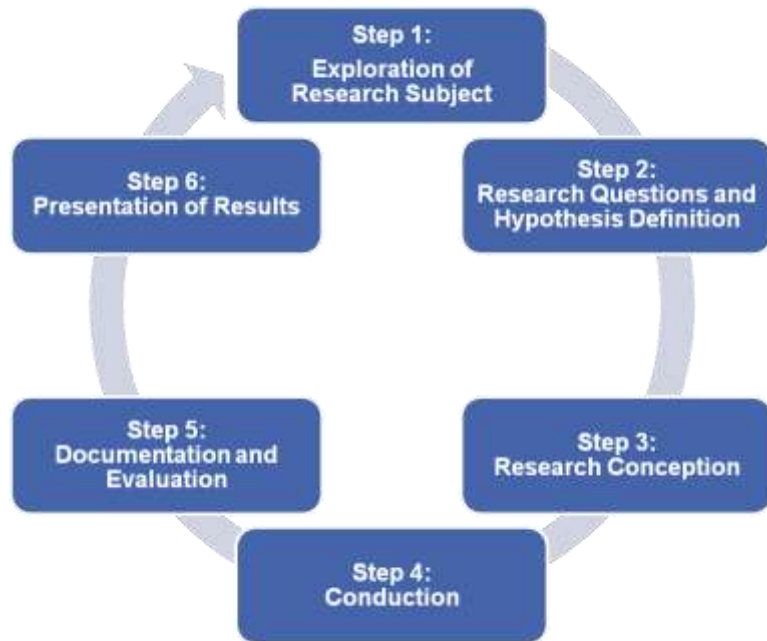 Step 1:
Exploration of
Research Subject
Step 2:
Research Questions and
Hypothesis Definition
Step 3:
Research Conception
Step 4:
Conduction
Step 5:
Documentation and
Evaluation
Step 6:
Presentation of Results